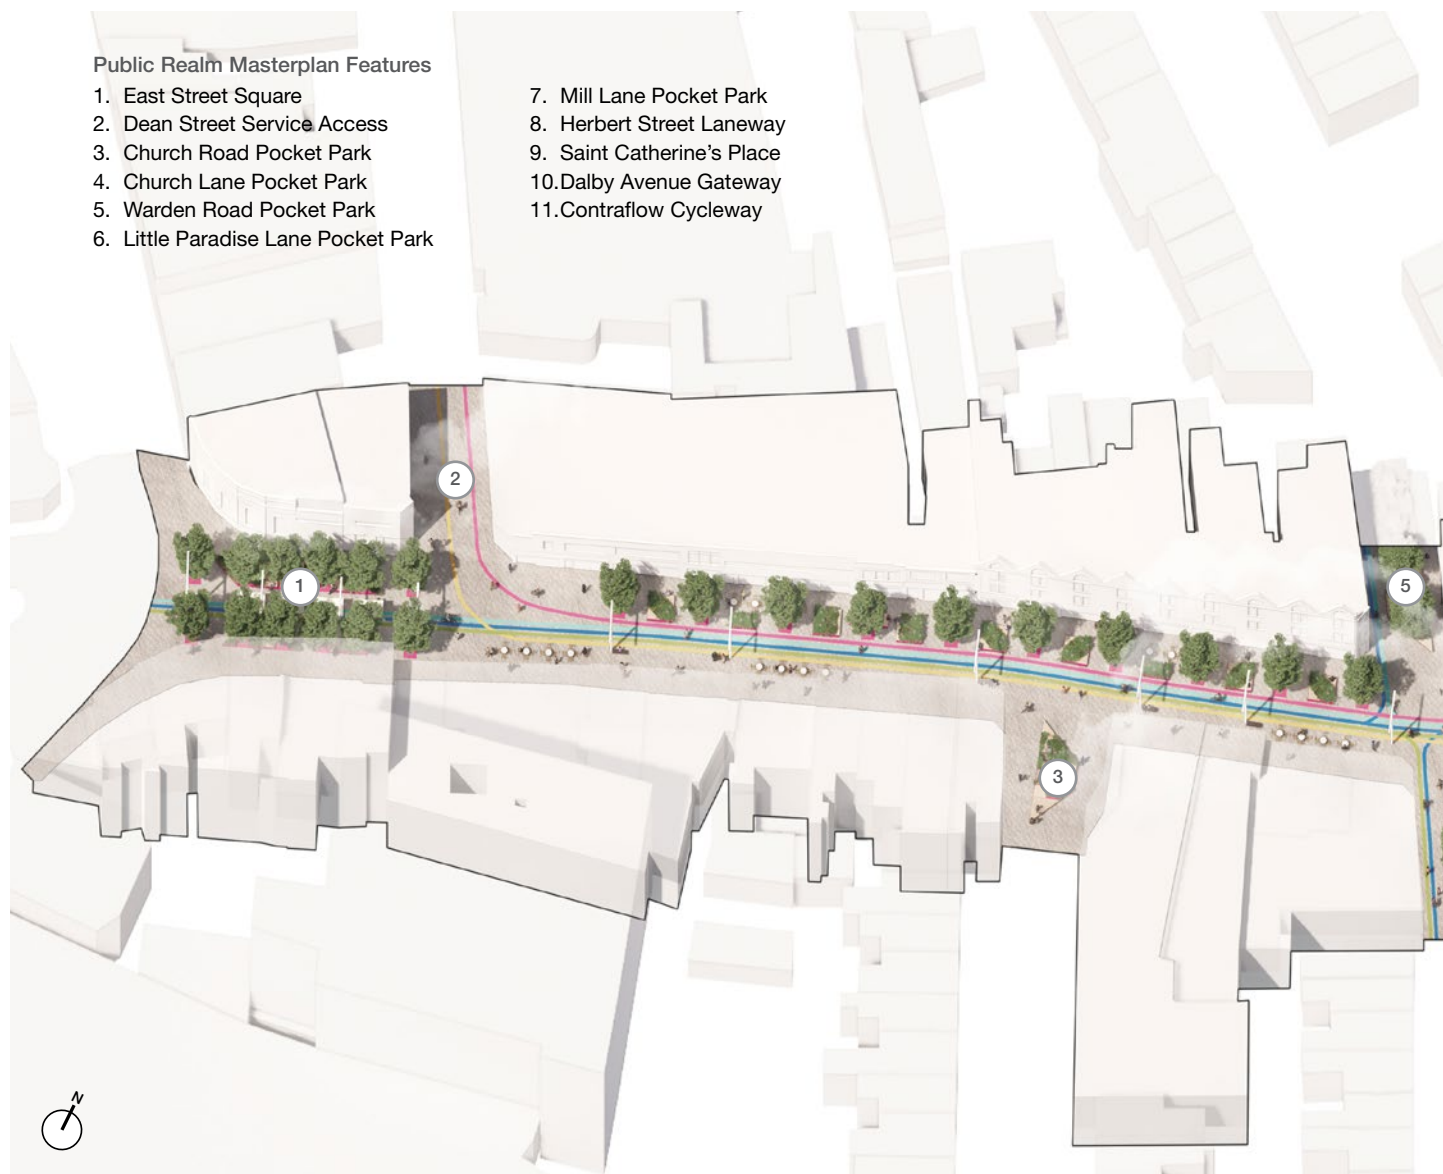 Public Realm Masterplan Features
1. East Street Square
2. Dean Street Service Access
3. Church Road Pocket Park
4. Church Lane Pocket Park
5. Warden Road Pocket Park
6. Little Paradise Lane Pocket Park
7. Mill Lane Pocket Park
8. Herbert Street Laneway
9. Saint Catherine’s Place
10.Dalby Avenue Gateway
11.Contraflow Cycleway
2
1
5
3
N